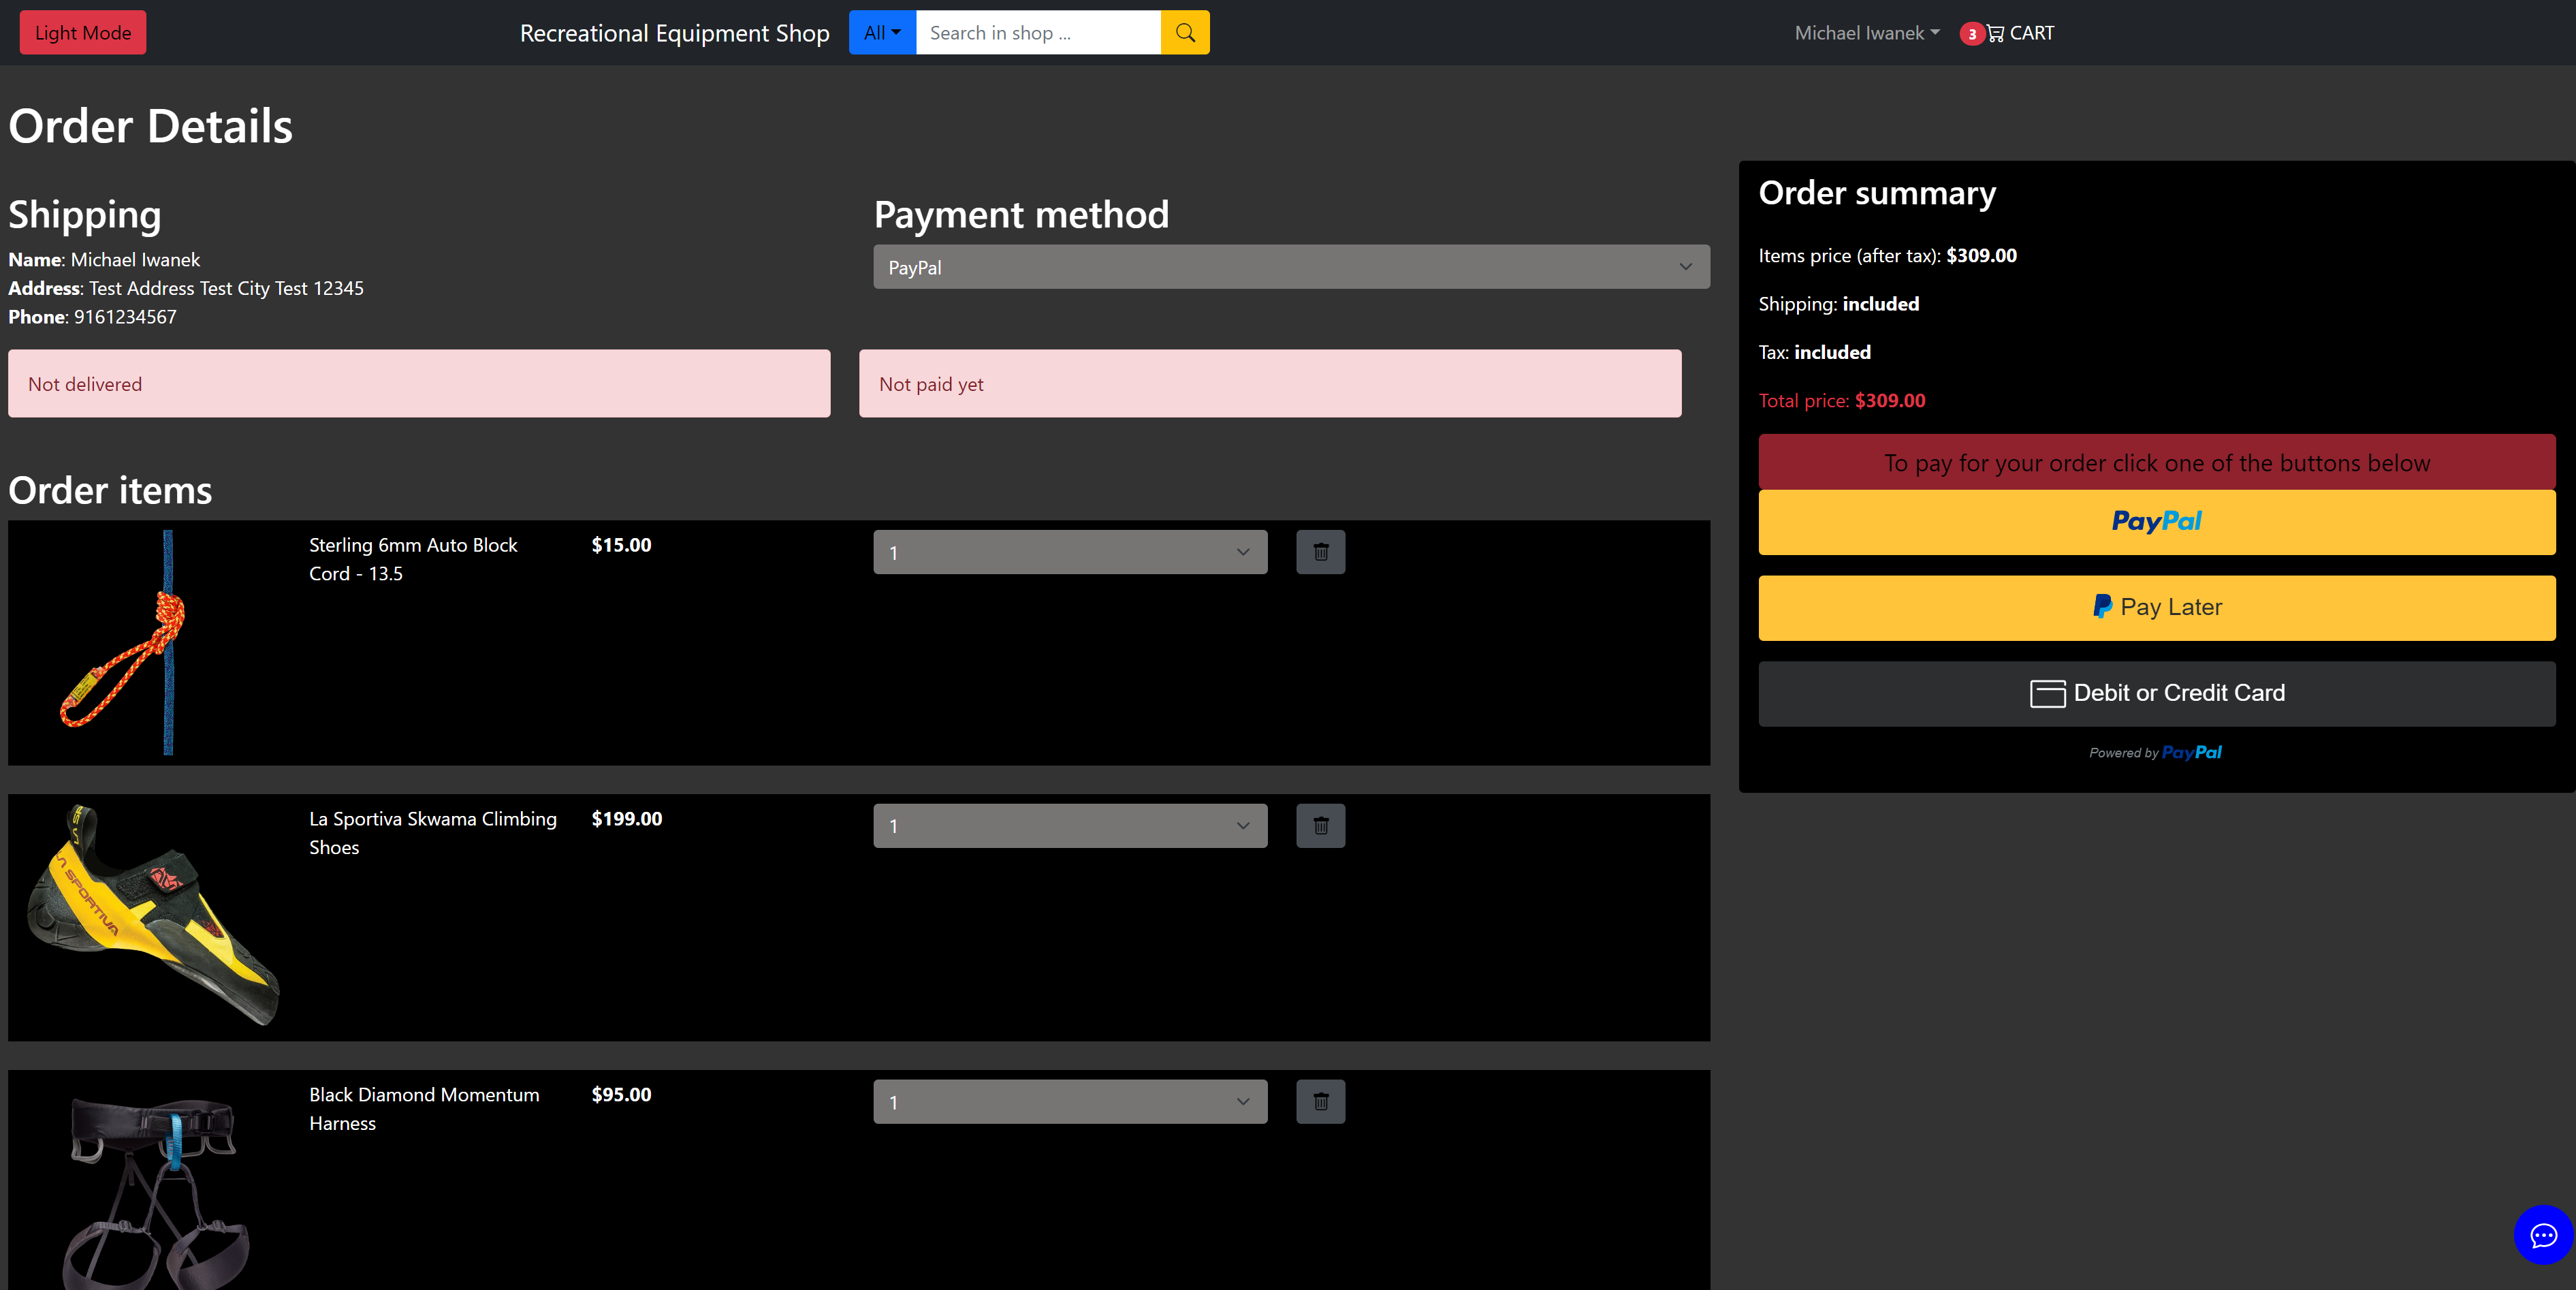 Light Mode
Recreational Equipment Shop
All
Search in shop ...
Michael Iwanek
3 CART
Order Details
Shipping
Name: Michael Iwanek
Address: Test Address Test City Test 12345
Phone: 9161234567
Payment method
PayPal
Not delivered
Not paid yet
Order items
Sterling 6mm Auto Block
Cord - 13.5
$15.00
1
LA SPORTIVA
La Sportiva Skwama Climbing
Shoes
$199.00
1
Black Diamond Momentum
Harness
$95.00
1
Order summary
Items price (after tax): $309.00
Shipping: included
Tax: included
Total price: $309.00
To pay for your order click one of the buttons below
PayPal
Pay Later
Debit or Credit Card
Powered by PayPal